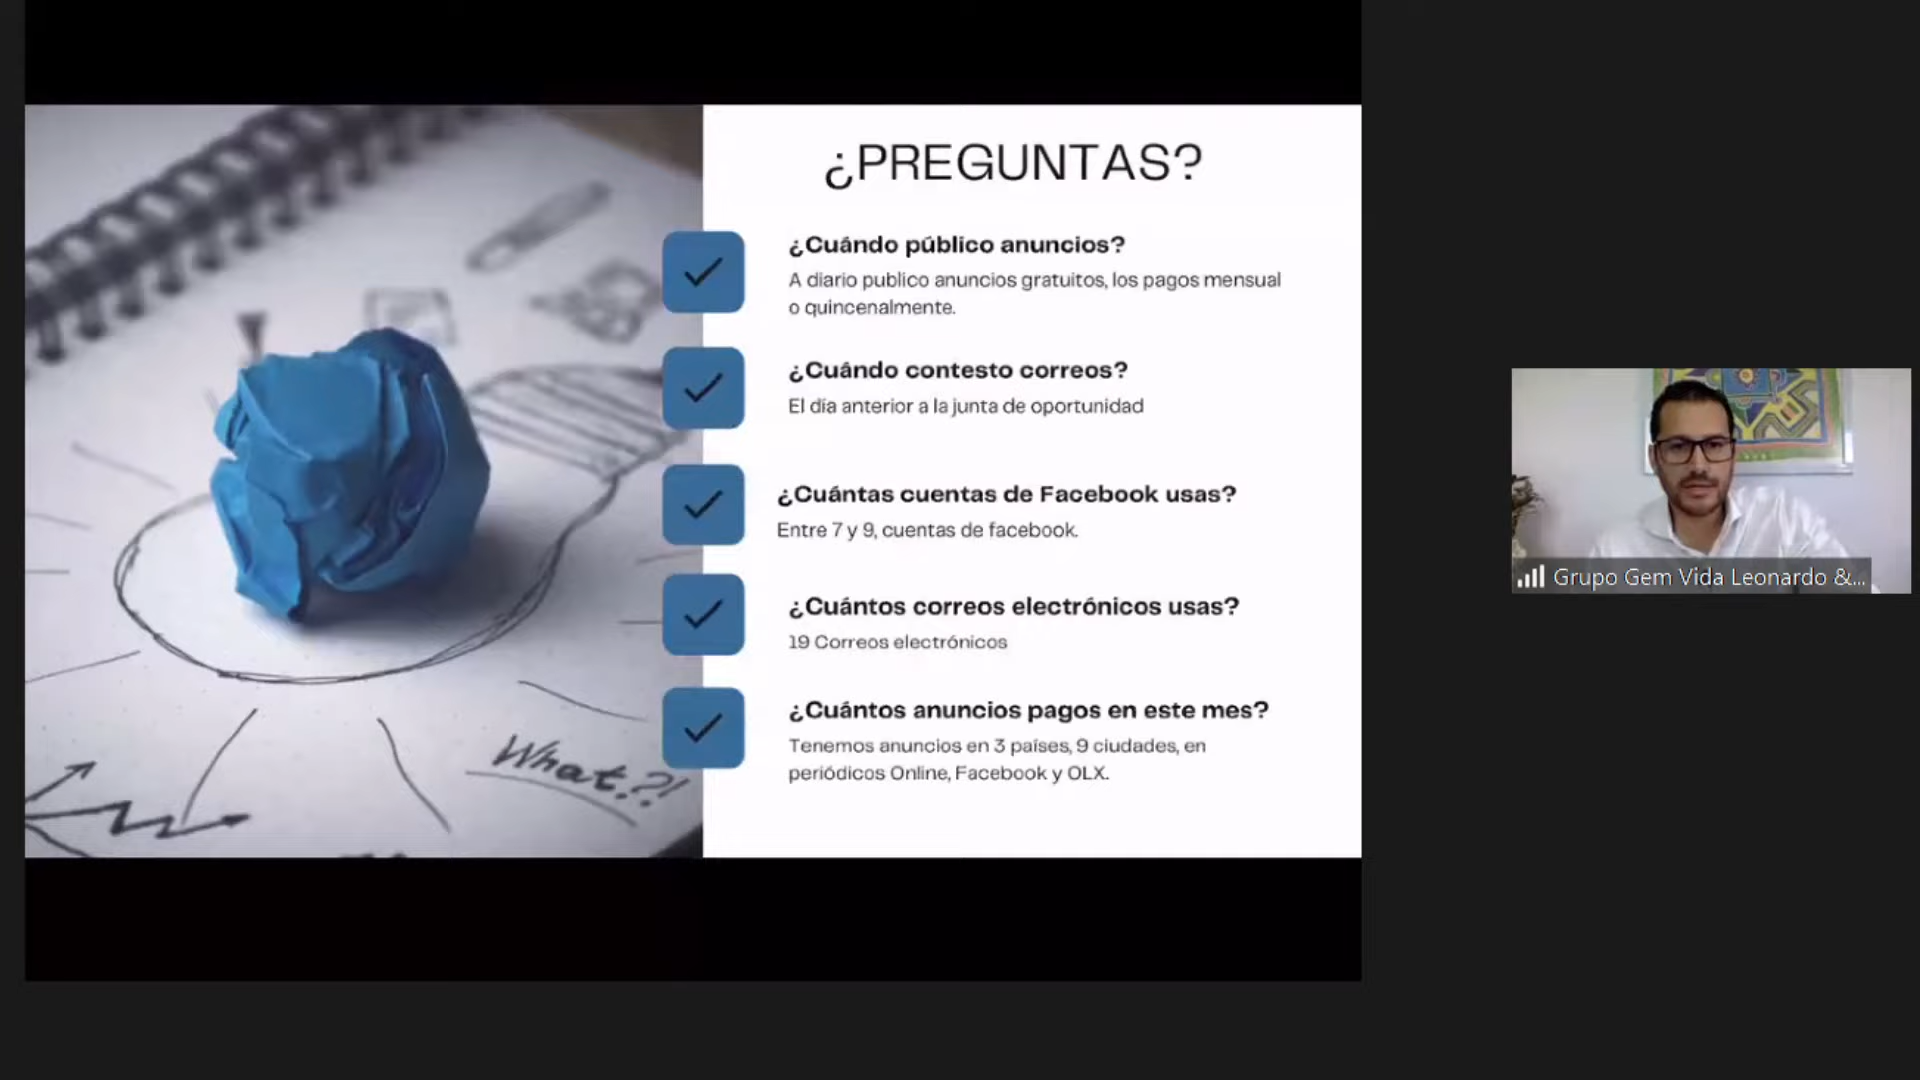 ¿PREGUNTAS?
¿Cuándo público anuncios?
A diario publico anuncios gratuitos, los pagos mensual
o quincenalmente.
¿Cuándo contesto correos?
El día anterior a la junta de oportunidad
¿Cuántas cuentas de Facebook usas?
Entre 7 y 9, cuentas de facebook.
¿Cuántos correos electrónicos usas?
19 Correos electrónicos
¿Cuántos anuncios pagos en este mes?
Tenemos anuncios en 3 países, 9 ciudades, en
periódicos Online, Facebook y OLX.
What?!
Grupo Gem Vida Leonardo &...